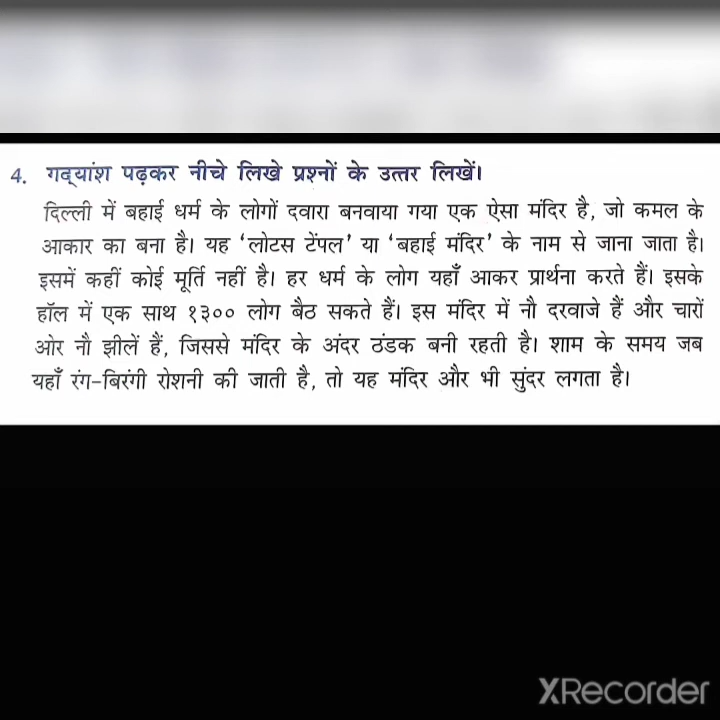 4. गद्यांश पढ़कर नीचे लिखे प्रश्नों के उत्तर लिखें।
दिल्ली में बहाई धर्म के लोगों द्वारा बनवाया गया एक ऐसा मंदिर है, जो कमल के
आकार का बना है। यह ‘लोटस टेंपल’ या ‘बहाई मंदिर’ के नाम से जाना जाता है।
इसमें कहीं कोई मूर्ति नहीं है। हर धर्म के लोग यहाँ आकर प्रार्थना करते हैं। इसके
हॉल में एक साथ १३०० लोग बैठ सकते हैं। इस मंदिर में नौ दरवाजे हैं और चारों
ओर नौ झीलें हैं, जिससे मंदिर के अंदर ठंडक बनी रहती है। शाम के समय जब
यहाँ रंग-बिरंगी रोशनी की जाती है, तो यह मंदिर और भी सुंदर लगता है।
XRecorder